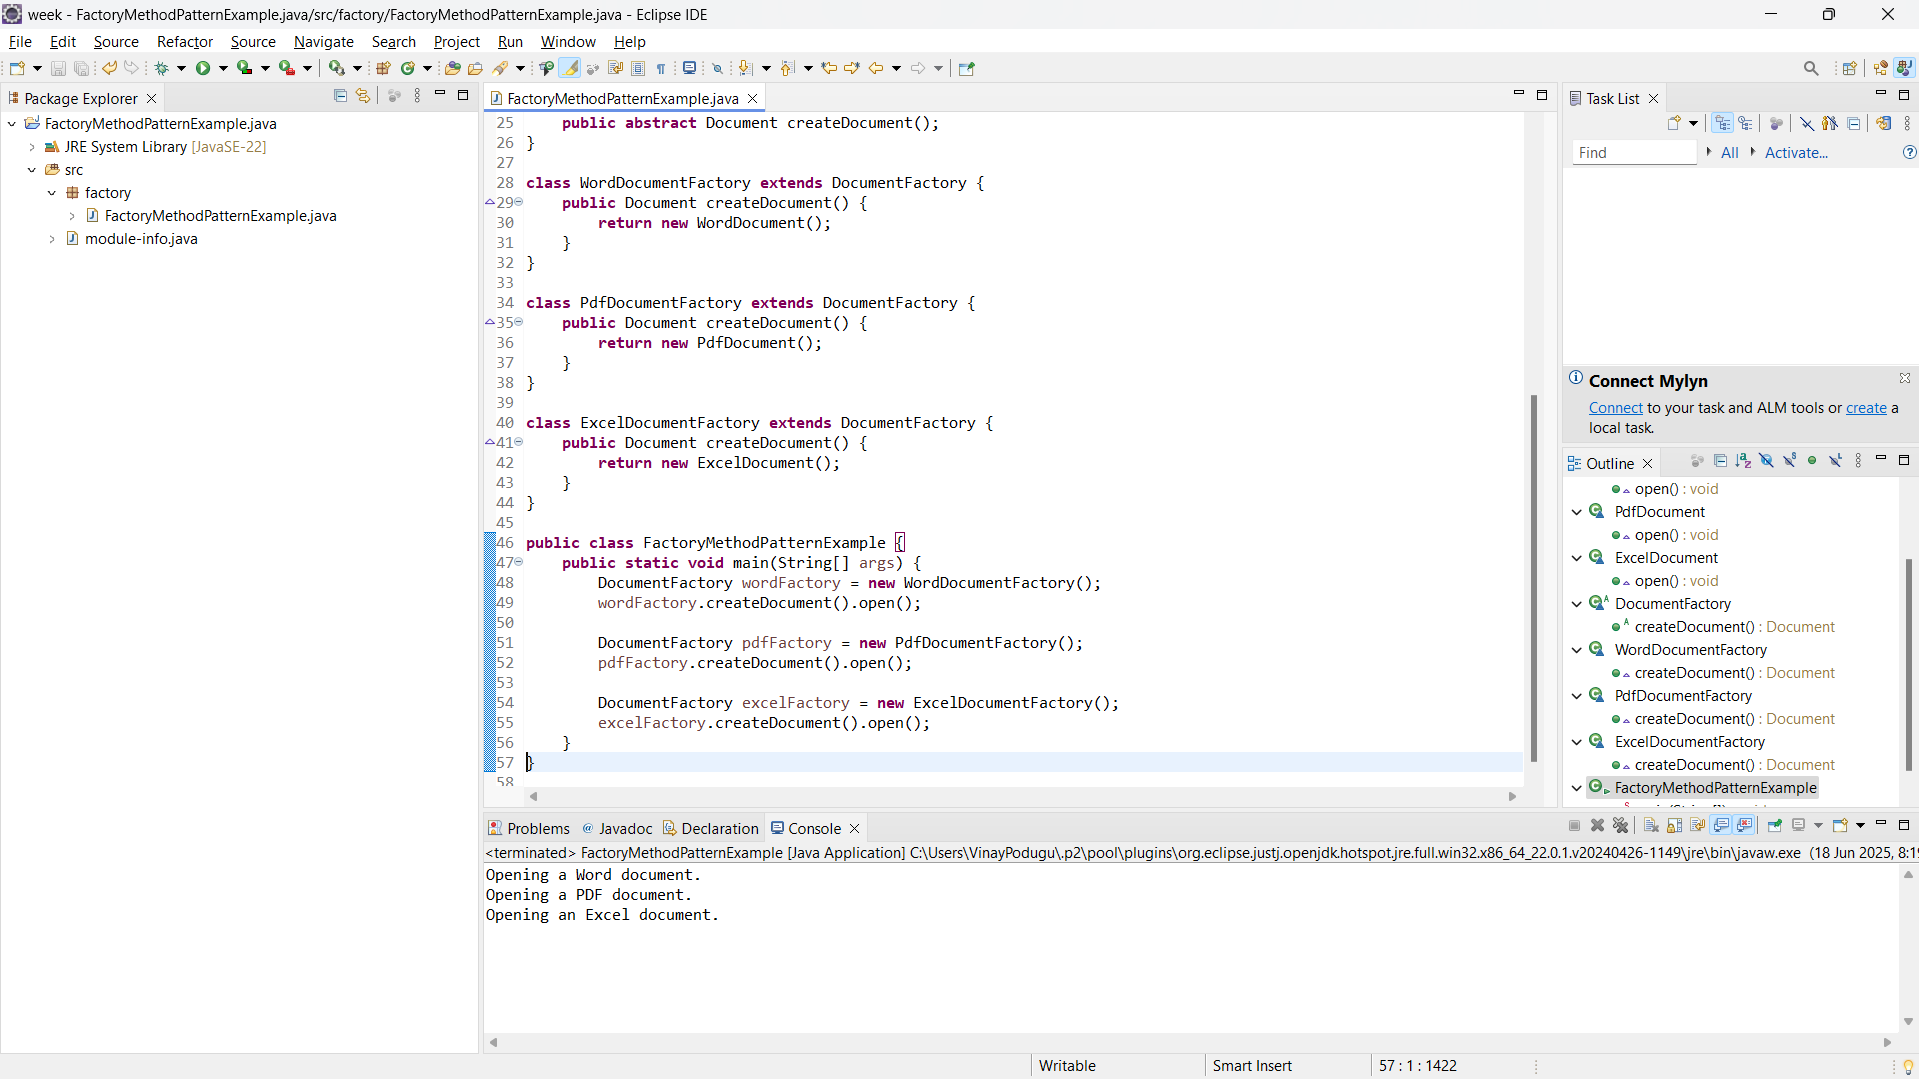 week - FactoryMethodPatternExample.java/src/factory/FactoryMethodPatternExample.java - Eclipse IDE
File Edit Source Refactor Source Navigate Search Project Run Window Help
Package Explorer
FactoryMethodPatternExample.java
JRE System Library [JavaSE-22]
src
factory
FactoryMethodPatternExample.java
module-info.java
FactoryMethodPatternExample.java
25     public abstract Document createDocument();
26 }
27
28 class WordDocumentFactory extends DocumentFactory {
29     public Document createDocument() {
30         return new WordDocument();
31     }
32 }
33
34 class PdfDocumentFactory extends DocumentFactory {
35     public Document createDocument() {
36         return new PdfDocument();
37     }
38 }
39
40 class ExcelDocumentFactory extends DocumentFactory {
41     public Document createDocument() {
42         return new ExcelDocument();
43     }
44 }
45
46 public class FactoryMethodPatternExample {
47     public static void main(String[] args) {
48         DocumentFactory wordFactory = new WordDocumentFactory();
49         wordFactory.createDocument().open();
50
51         DocumentFactory pdfFactory = new PdfDocumentFactory();
52         pdfFactory.createDocument().open();
53
54         DocumentFactory excelFactory = new ExcelDocumentFactory();
55         excelFactory.createDocument().open();
56     }
57 }
58
Task List
Find All Activate...
Connect Mylyn
Connect to your task and ALM tools or create a
local task.
Outline
open() : void
PdfDocument
open() : void
ExcelDocument
open() : void
DocumentFactory
createDocument() : Document
WordDocumentFactory
createDocument() : Document
PdfDocumentFactory
createDocument() : Document
ExcelDocumentFactory
createDocument() : Document
FactoryMethodPatternExample
Problems @ Javadoc Declaration Console
<terminated> FactoryMethodPatternExample [Java Application] C:\Users\VinayPodugu\.p2\pool\plugins\org.eclipse.justj.openjdk.hotspot.jre.full.win32.x86_64_22.0.1.v20240426-1149\jre\bin\javaw.exe (18 Jun 2025, 8:19
Opening a Word document.
Opening a PDF document.
Opening an Excel document.
Writable Smart Insert 57 : 1 : 1422